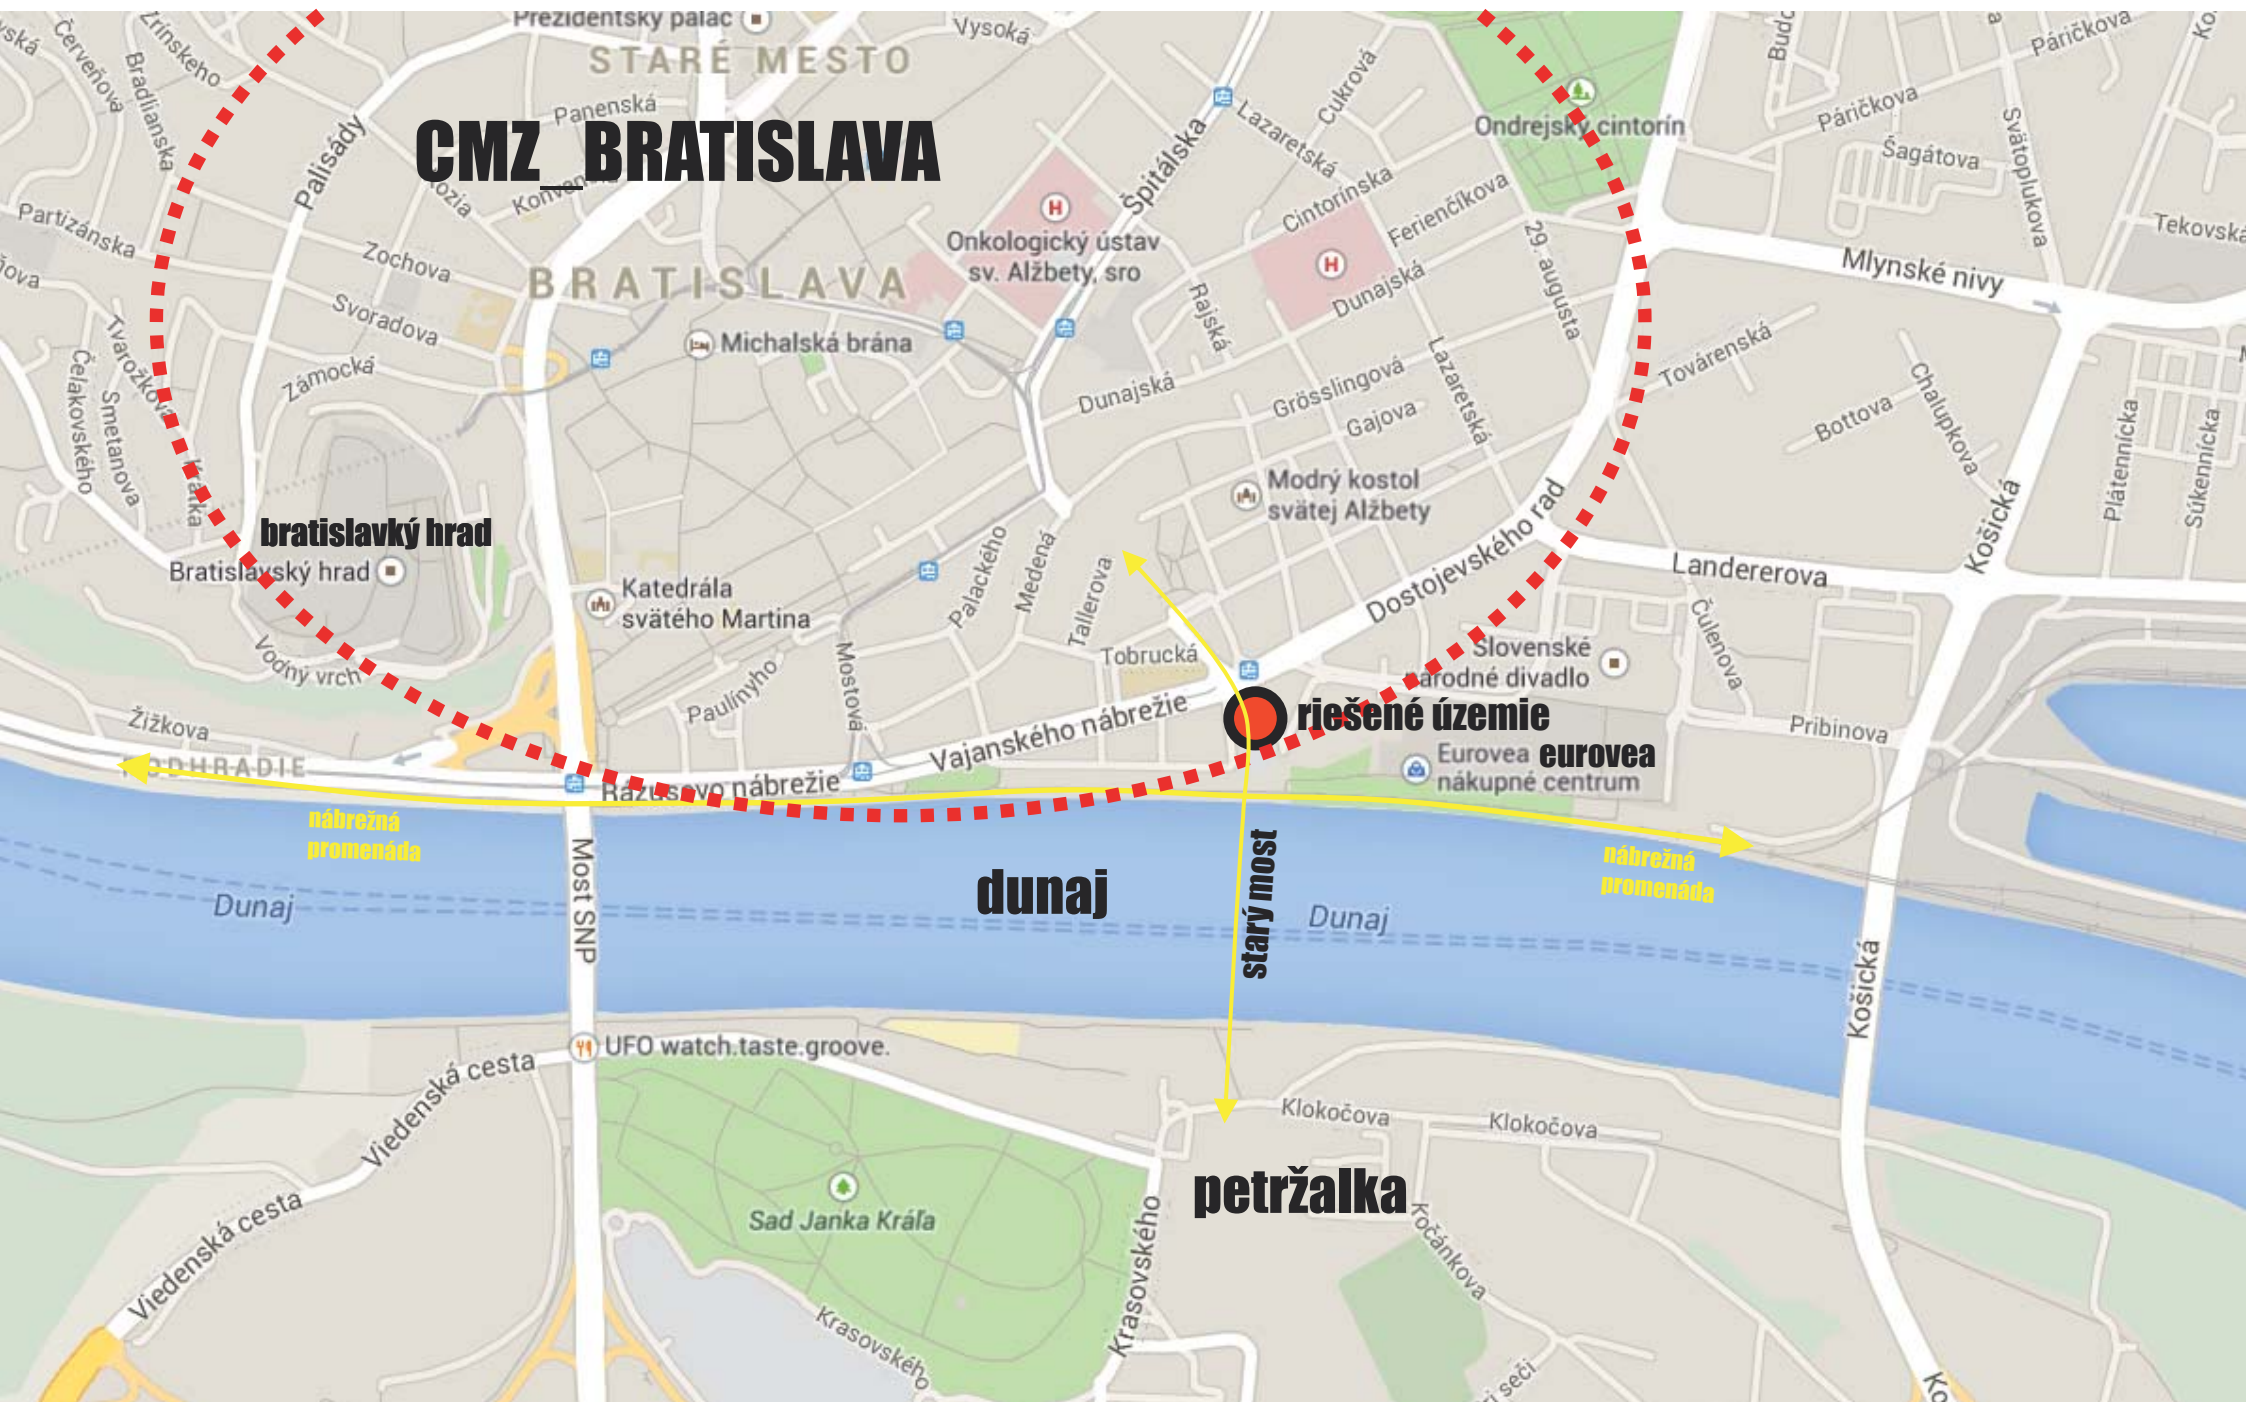 Prezidentský palác
Vysoká
Páričkova
STARÉ MESTO
Zrínskeho
Červeňova
Bradlianska
Panenská
Cukrová
Lazaretská
Ondrejský cintorín
Páričkova
Šagátova
Svätoplukova
CMZ_BRATISLAVA
Palisády
Kozia
Špitálska
Cintorínska
Ferienčíkova
Partizánska
Tekovská
Zochova
Onkologický ústav
sv. Alžbety, sro
29. augusta
Mlynské nivy
BRATISLAVA
Dunajská
Svoradova
Rajská
Michalská brána
Tvarožkova
Zámocká
Lazaretská
Továrenská
Čelakovského
Smetanova
Dunajská
Grösslingová
Gajova
Bottova
Chalupkova
Plátennícka
Súkennícka
Krátka
Modrý kostol
svätej Alžbety
bratislavký hrad
Bratislavský hrad
Palackého
Medená
Tallerova
Dostojevského rad
Landererova
Košická
Katedrála
svätého Martina
Vodný vrch
Mostová
Paulínyho
Tobrucká
Slovenské
národné divadlo
Čulenova
Žižkova
Vajanského nábrežie
riešené územie
Pribinova
PODHRADIE
Rázusovo nábrežie
Eurovea eurovea
nákupné centrum
nábrežná
promenáda
nábrežná
promenáda
Most SNP
Dunaj
dunaj
starý most
Dunaj
Košická
UFO watch.taste.groove.
Viedenská cesta
Klokočova
Klokočova
petržalka
Sad Janka Kráľa
Viedenská cesta
Krasovského
Kočánkova
Krasovského
Ko